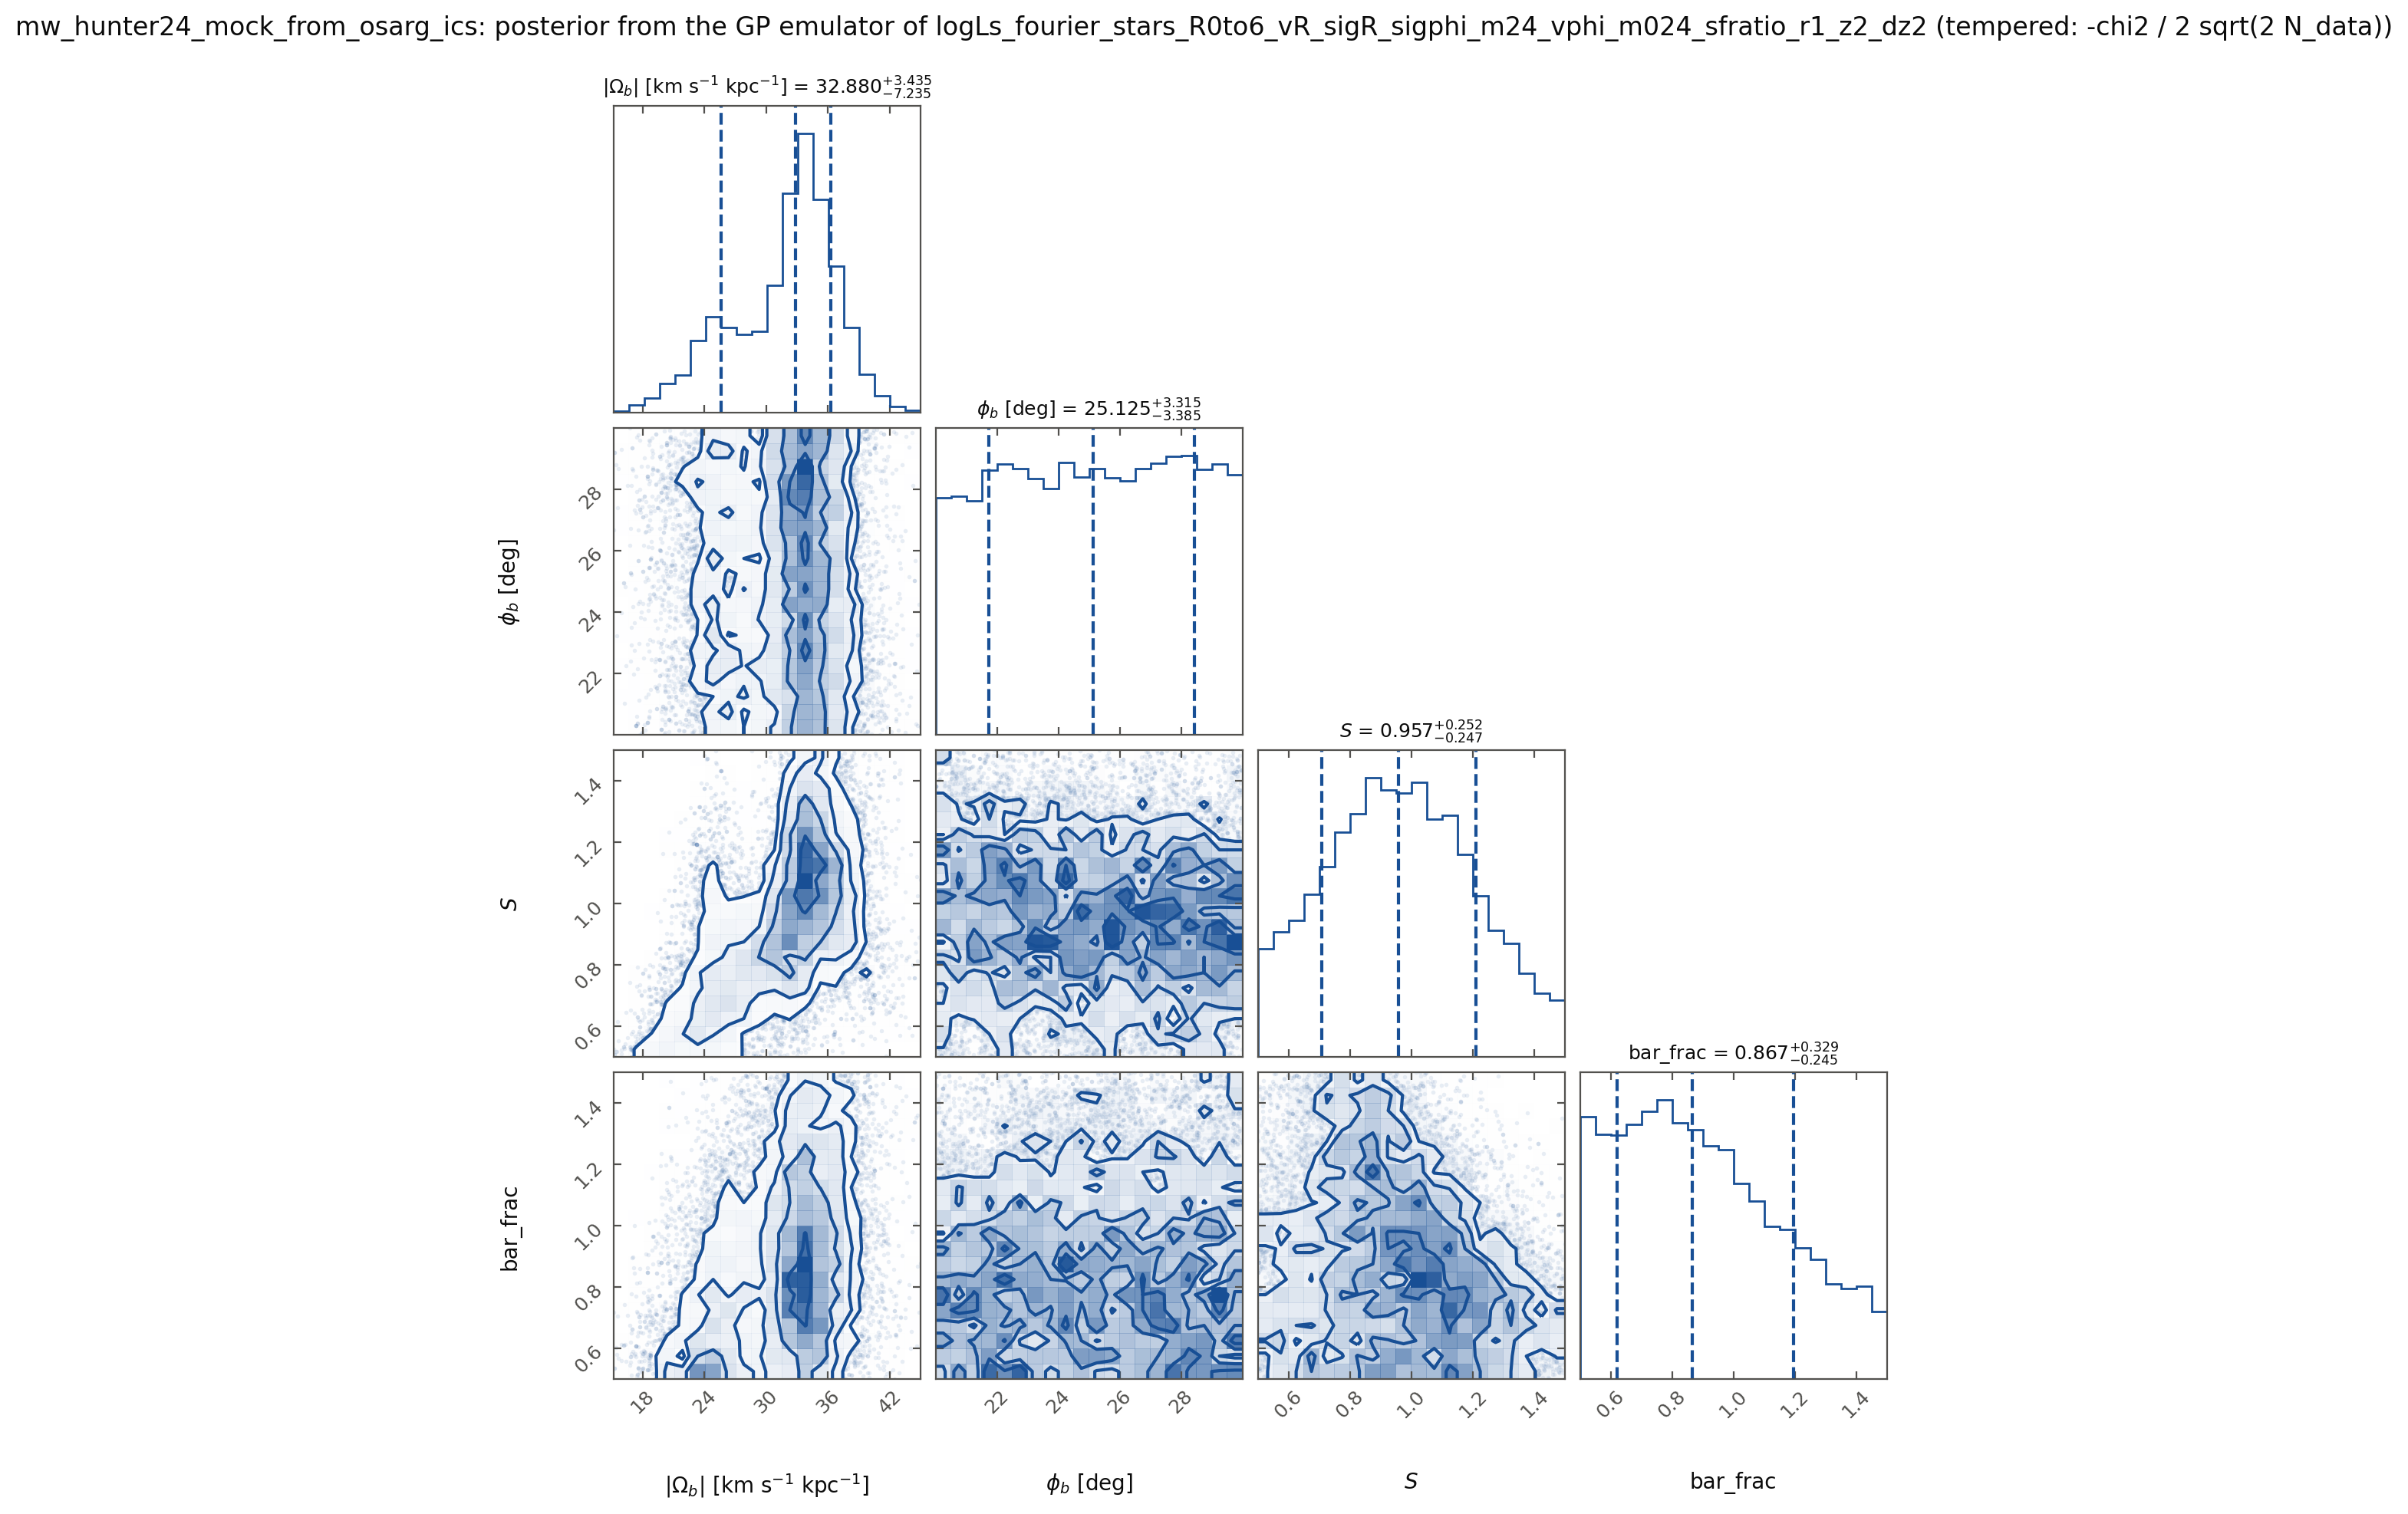 mw_hunter24_mock_from_osarg_ics: posterior from the GP emulator of logLs_fourier_stars_R0to6_vR_sigR_sigphi_m24_vphi_m024_sfratio_r1_z2_dz2 (tempered: -chi2 / 2 sqrt(2 N_data))
|Ω_b| [km s⁻¹ kpc⁻¹] = 32.880^{+3.435}_{−7.235}
ϕ_b [deg] = 25.125^{+3.315}_{−3.385}
28
26
24
22
ϕ_b [deg]
S = 0.957^{+0.252}_{−0.247}
1.4
1.2
1.0
0.8
0.6
S
bar_frac = 0.867^{+0.329}_{−0.245}
1.4
1.2
1.0
0.8
0.6
bar_frac
18 24 30 36 42 22 24 26 28 0.6 0.8 1.0 1.2 1.4 0.6 0.8 1.0 1.2 1.4
|Ω_b| [km s⁻¹ kpc⁻¹] ϕ_b [deg] S bar_frac